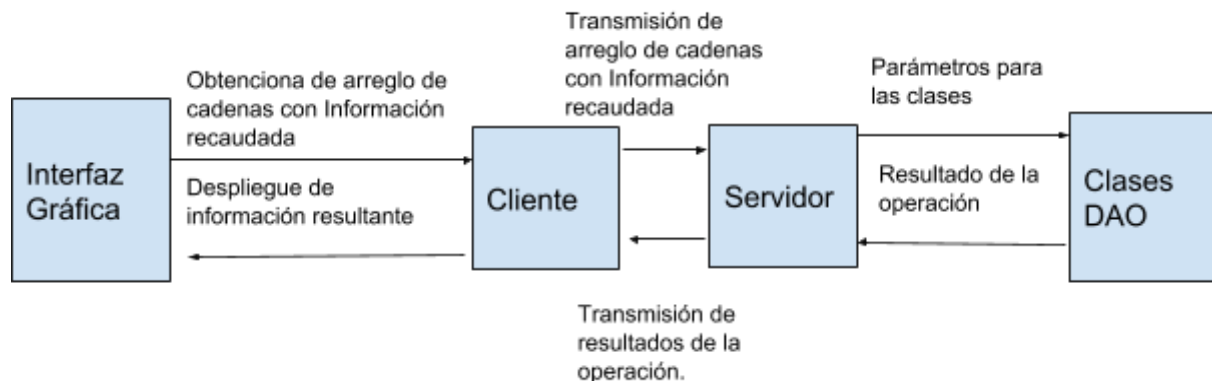 Transmisión de
arreglo de cadenas
con Información
recaudada
Obtenciona de arreglo de
cadenas con Información
recaudada
Parámetros para
las clases
Interfaz
Gráfica
Despliegue de
información resultante
Cliente
Servidor
Resultado de la
operación
Clases
DAO
Transmisión de
resultados de la
operación.